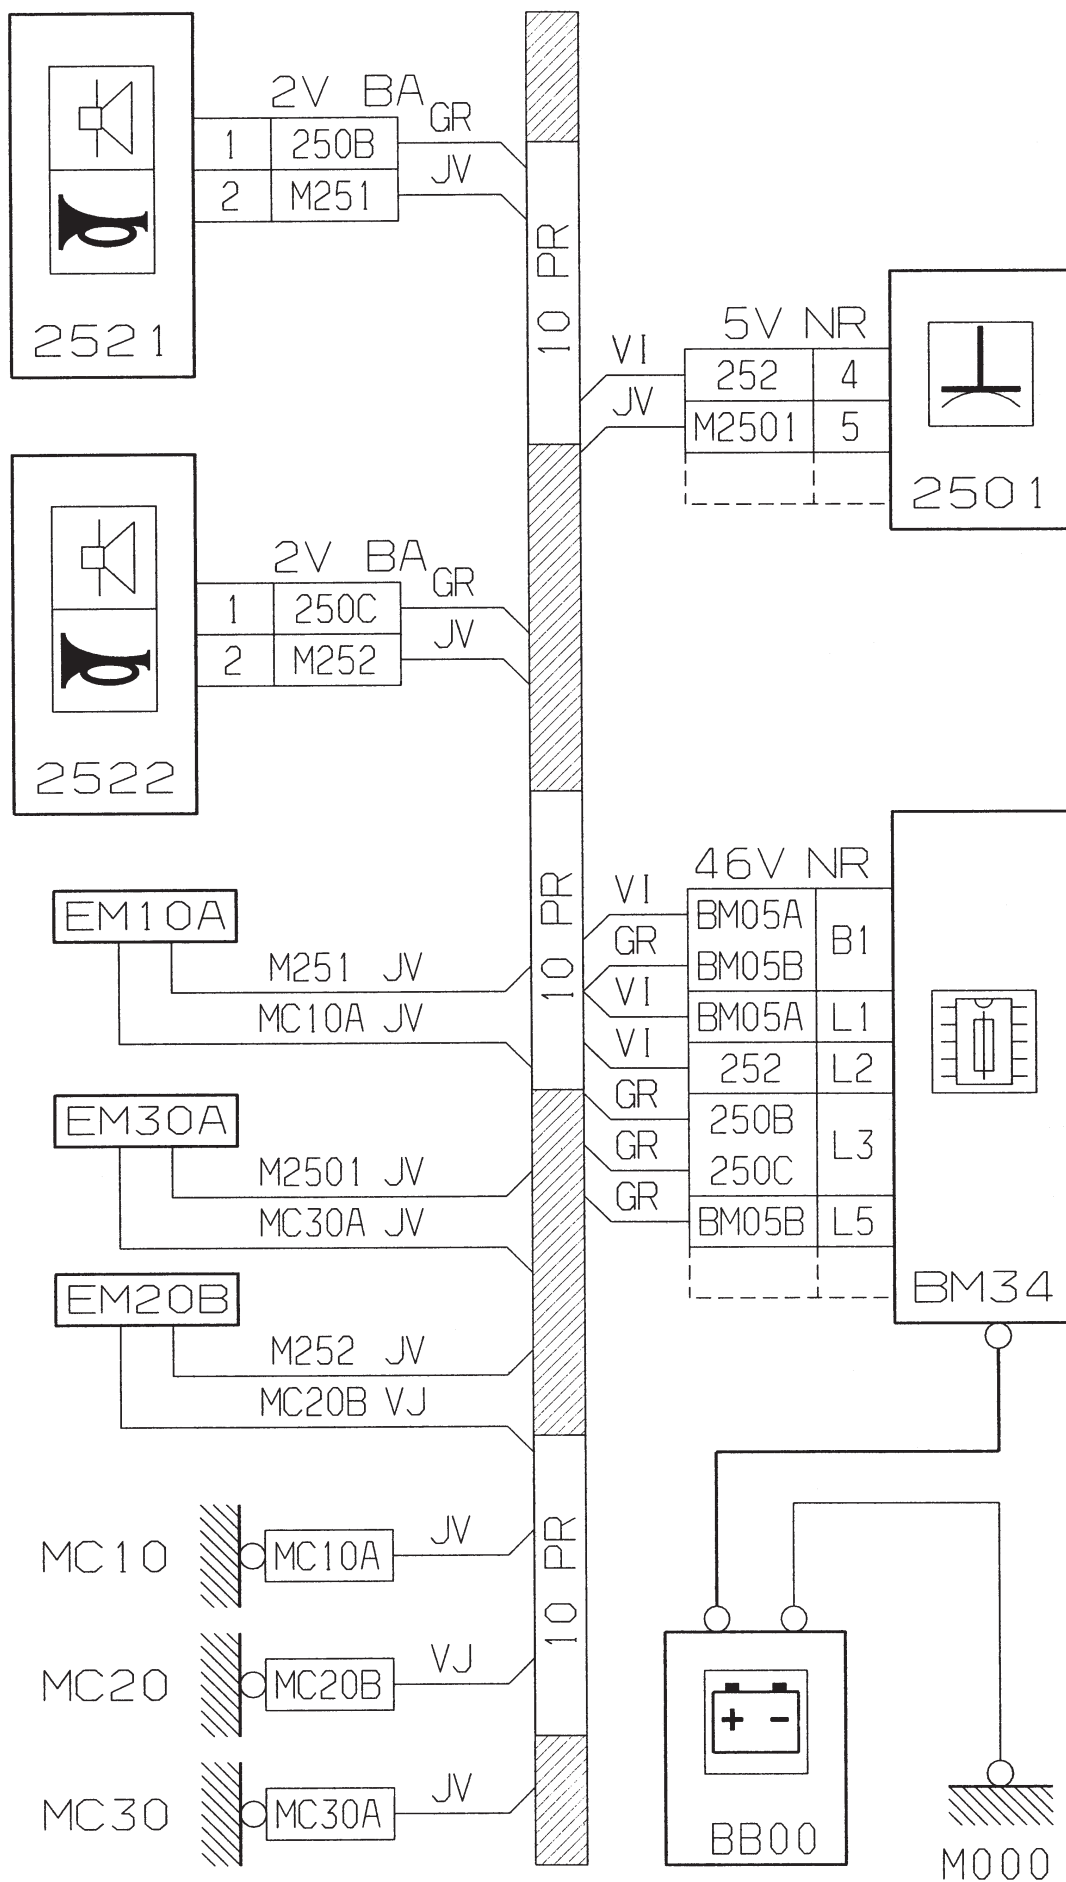 2V BA
1 250B GR
2 M251 JV
2521
10 PR
5V NR
VI 252 4
JV M2501 5
2501
2V BA
1 250C GR
2 M252 JV
2522
10 PR
46V NR
VI BM05A B1
GR BM05B
VI BM05A L1
VI 252 L2
GR 250B L3
GR 250C
GR BM05B L5
BM34
EM10A
M251 JV
MC10A JV
EM30A
M2501 JV
MC30A JV
EM20B
M252 JV
MC20B VJ
10 PR
MC10 MC10A JV
MC20 MC20B VJ
MC30 MC30A JV
+ −
BB00
M000